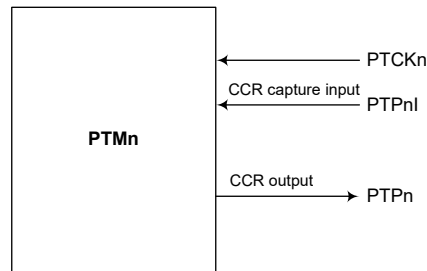 PTCKn
CCR capture input
PTPnI
PTMn
CCR output
PTPn